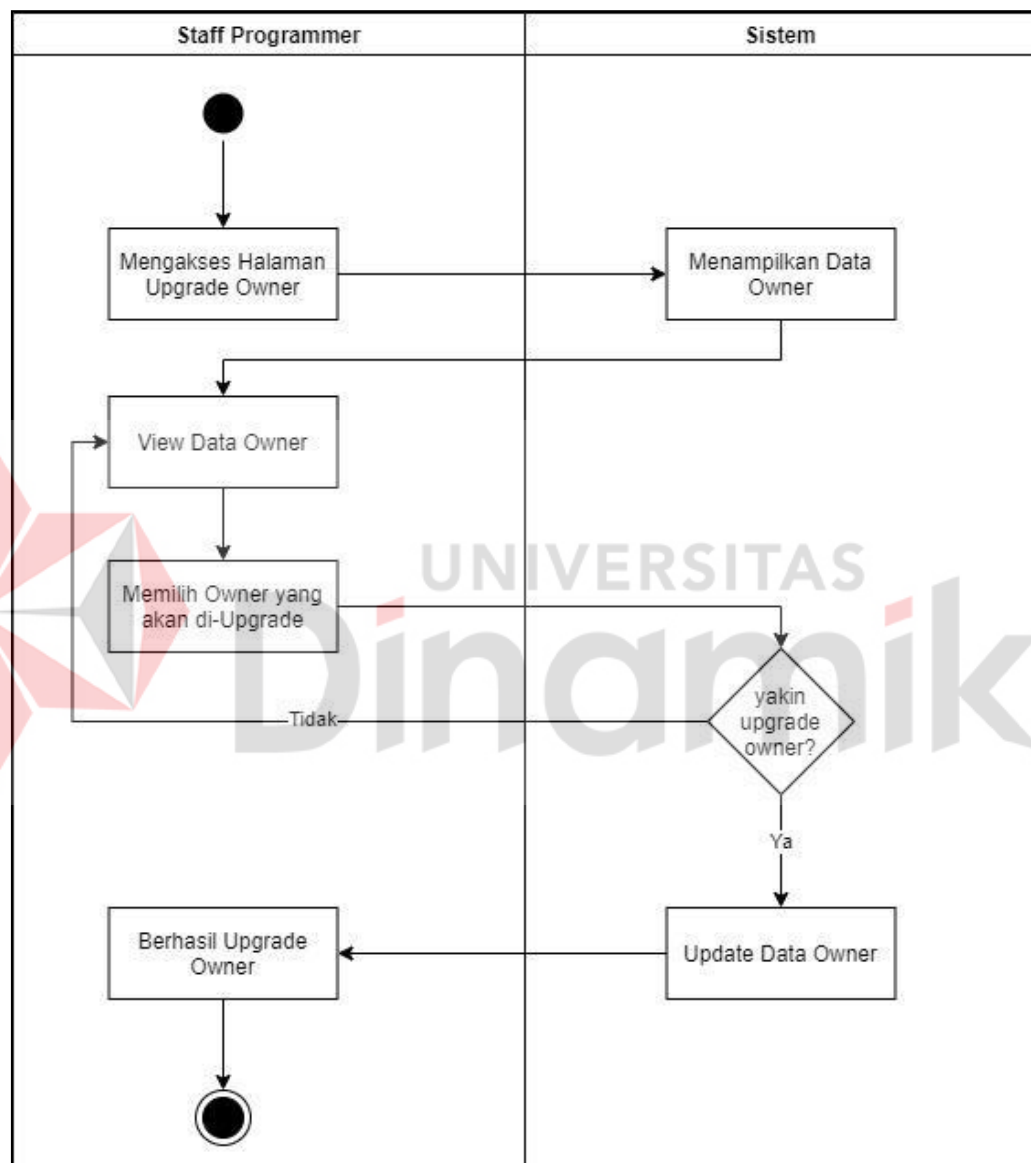 Staff Programmer
Sistem
Mengakses Halaman
Upgrade Owner
Menampilkan Data
Owner
View Data Owner
Memilih Owner yang
akan di-Upgrade
UNIVERSITAS
Dinamika
yakin
upgrade
owner?
Tidak
Ya
Berhasil Upgrade
Owner
Update Data Owner